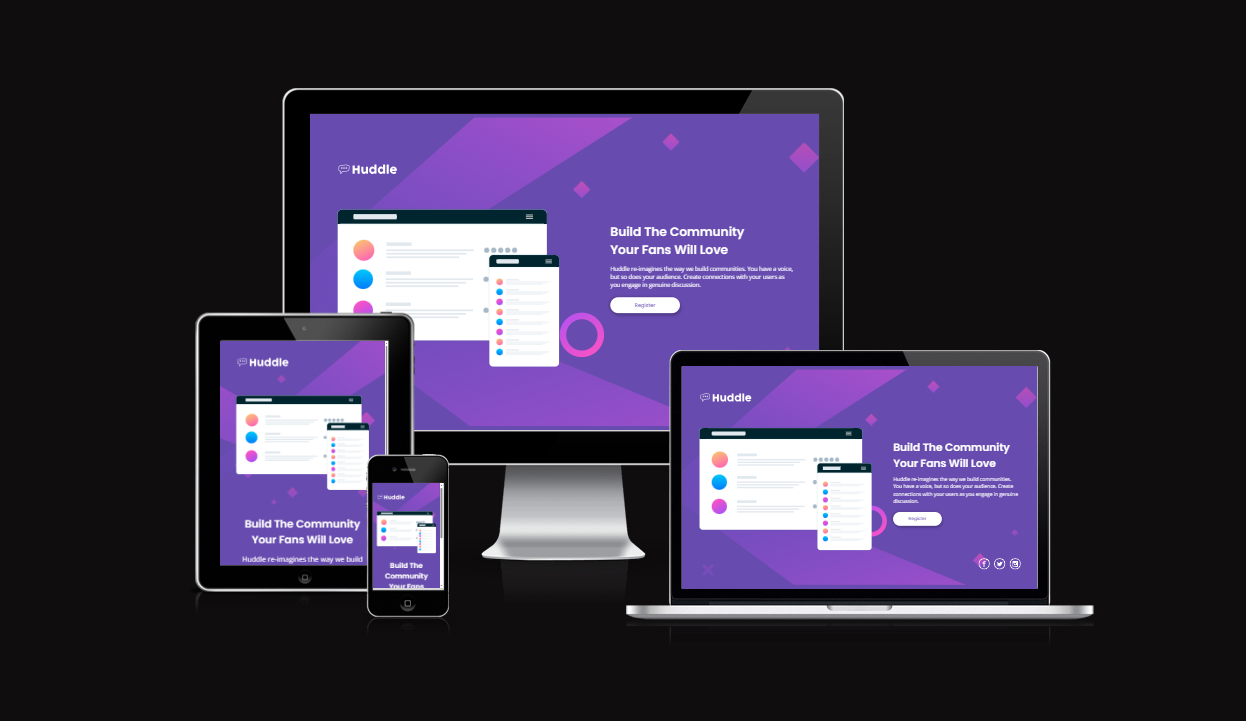 Huddle
Build The Community
Your Fans Will Love
Huddle re-imagines the way we build communities. You have a voice,
but so does your audience. Create connections with your users as
you engage in genuine discussion.
Register
Huddle
Build The Community
Your Fans Will Love
Huddle re-imagines the way we build
Huddle
Build The
Community
Your Fans
Huddle
Build The Community
Your Fans Will Love
Huddle re-imagines the way we build communities.
You have a voice, but so does your audience. Create
connections with your users as you engage in genuine
discussion.
Register